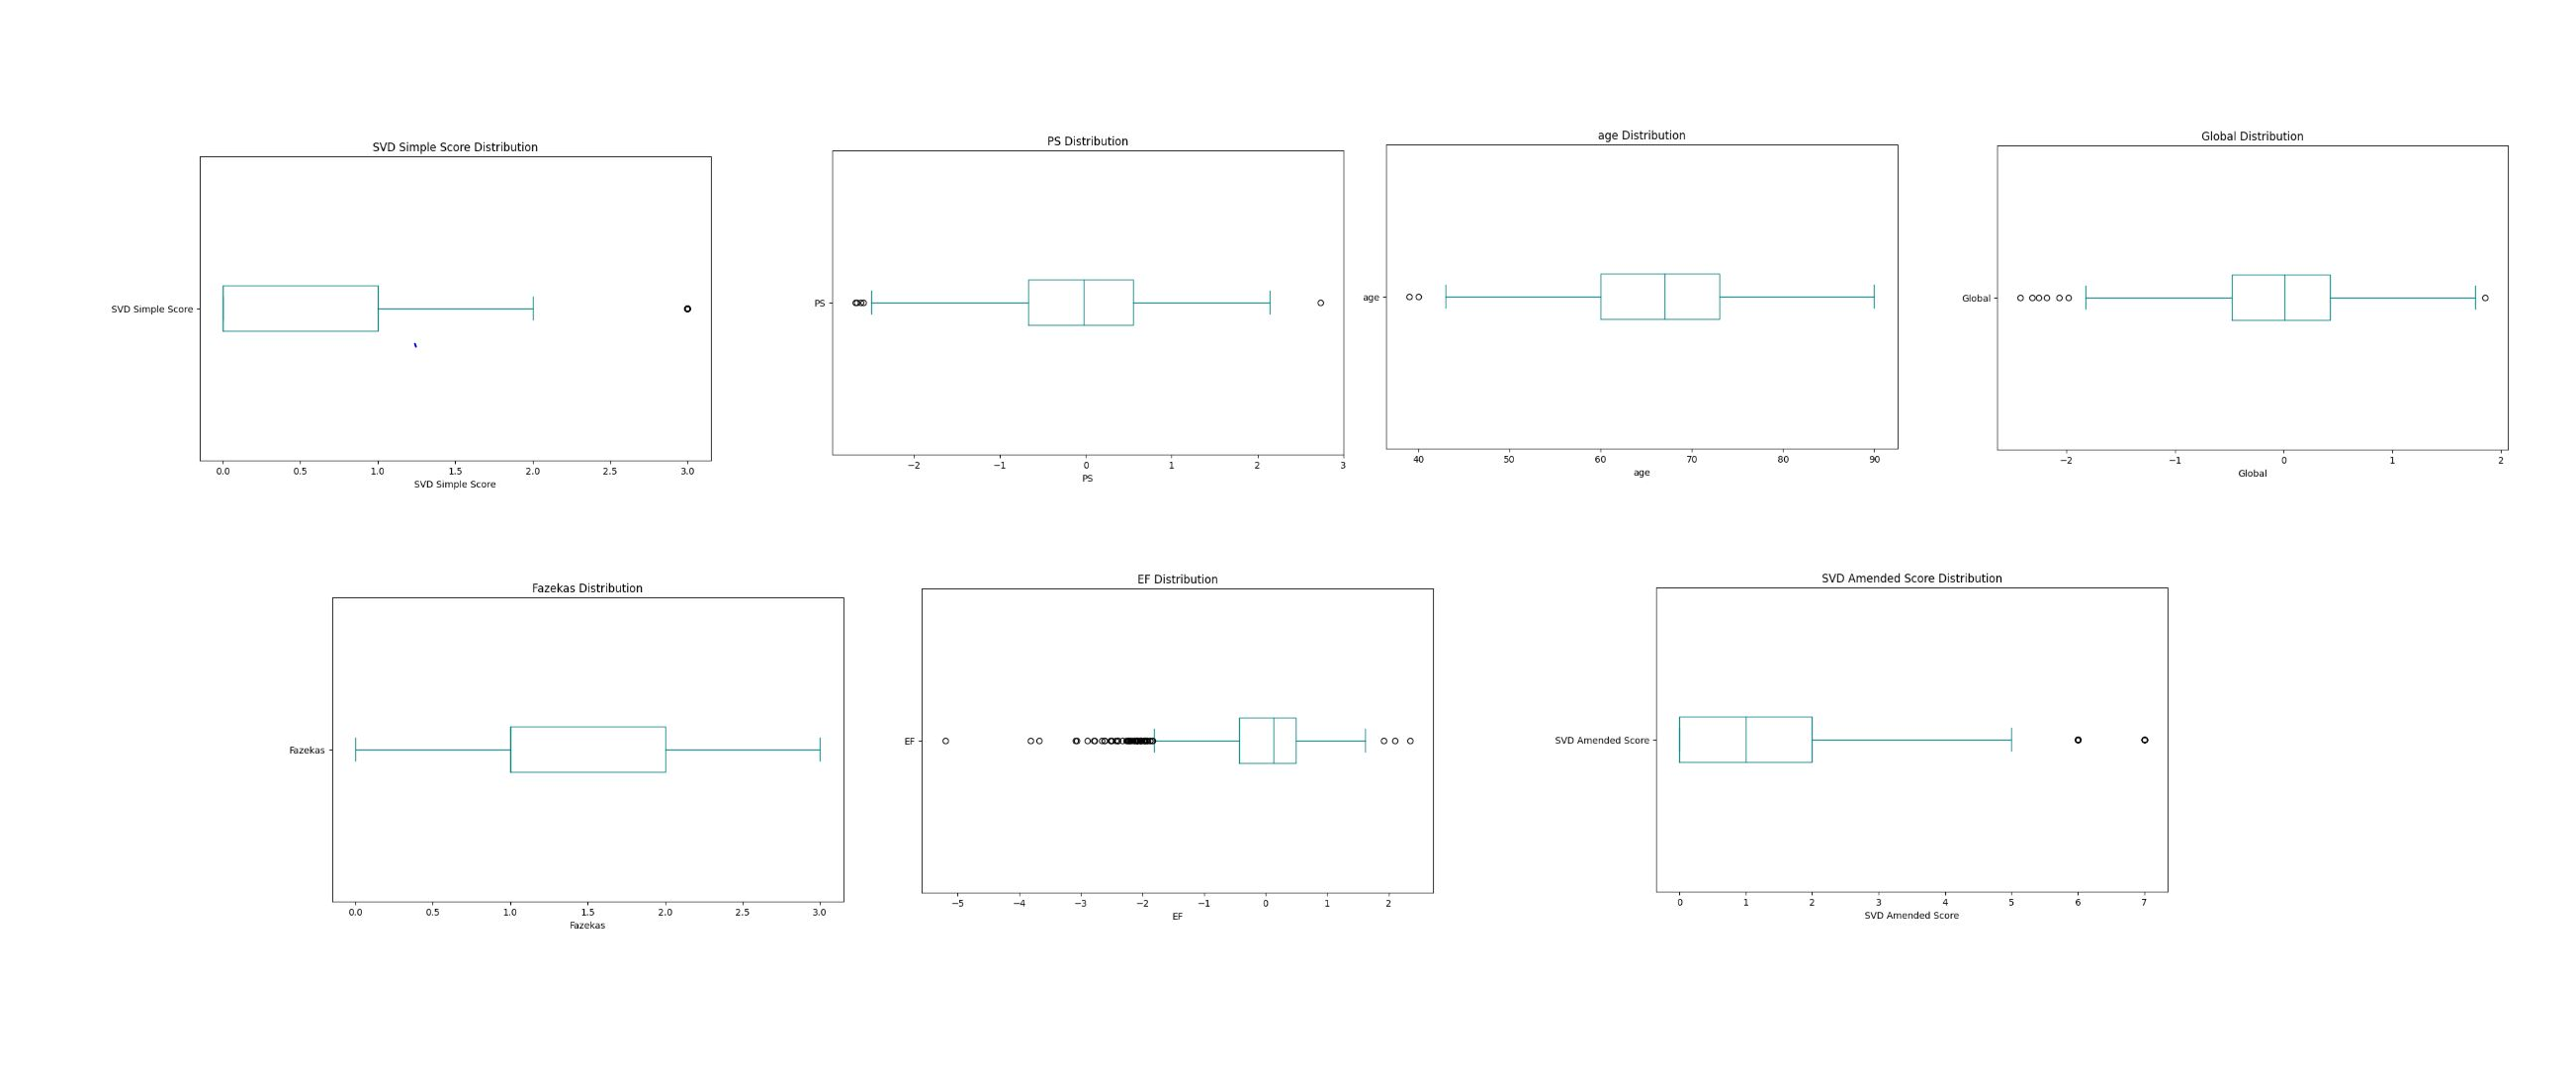 SVD Simple Score Distribution
SVD Simple Score
0.0 0.5 1.0 1.5 2.0 2.5 3.0
SVD Simple Score
PS Distribution
PS
−2 −1 0 1 2 3
PS
age Distribution
age
40 50 60 70 80 90
age
Global Distribution
Global
−2 −1 0 1 2
Global
Fazekas Distribution
Fazekas
0.0 0.5 1.0 1.5 2.0 2.5 3.0
Fazekas
EF Distribution
EF
−5 −4 −3 −2 −1 0 1 2
EF
SVD Amended Score Distribution
SVD Amended Score
0 1 2 3 4 5 6 7
SVD Amended Score